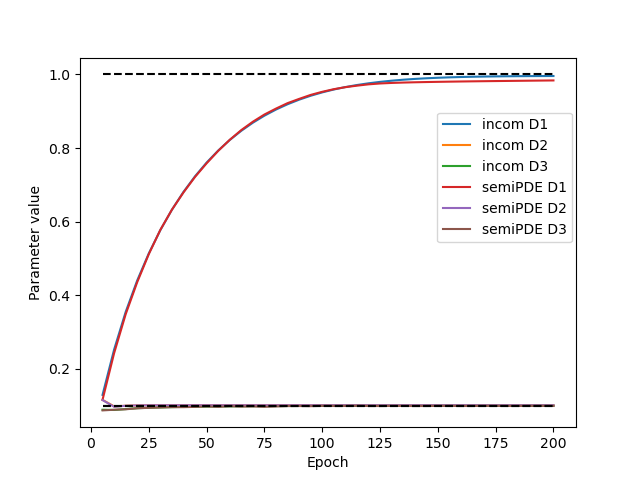 Parameter value
1.0
0.8
0.6
0.4
0.2
incom D1
incom D2
incom D3
semiPDE D1
semiPDE D2
semiPDE D3
0 25 50 75 100 125 150 175 200
Epoch